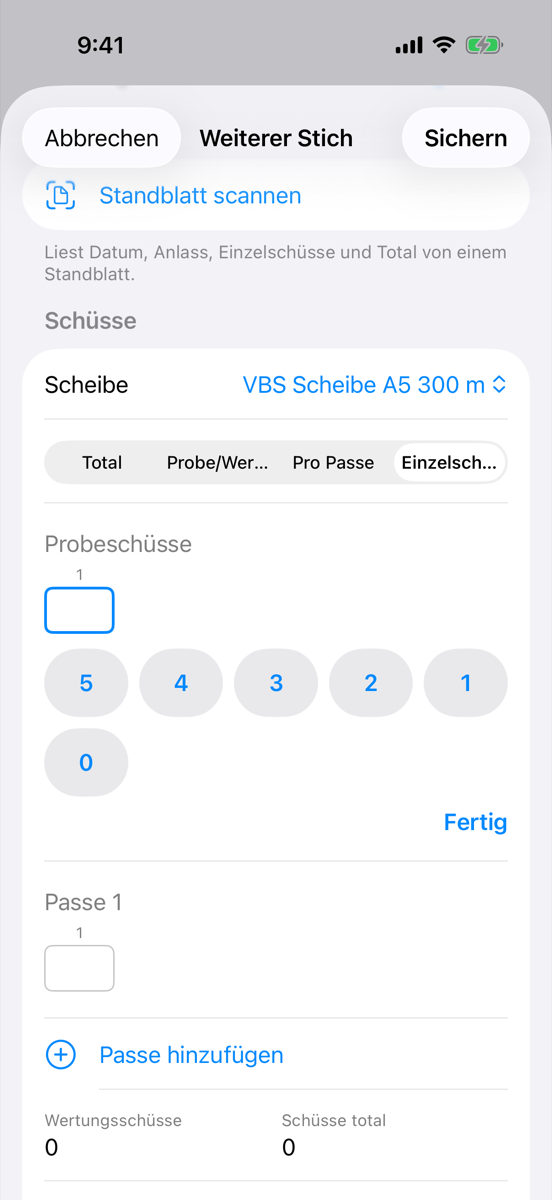 9:41
Abbrechen
Weiterer Stich
Sichern
Standblatt scannen
Liest Datum, Anlass, Einzelschüsse und Total von einem
Standblatt.
Schüsse
Scheibe
VBS Scheibe A5 300 m
Total
Probe/Wer...
Pro Passe
Einzelsch...
Probeschüsse
1
5
4
3
2
1
0
Fertig
Passe 1
1
Passe hinzufügen
Wertungsschüsse
Schüsse total
0
0